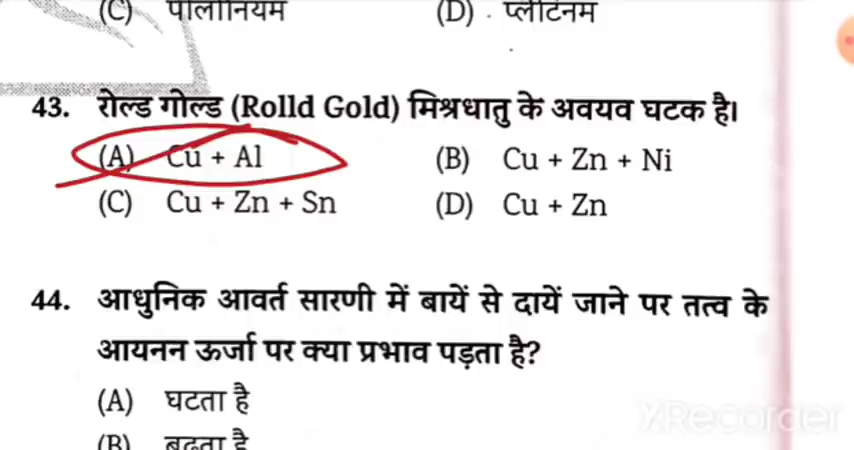 (C) पोलोनियम (D) प्लेटिनम
43. रोल्ड गोल्ड (Rolld Gold) मिश्रधातु के अवयव घटक है।
(A) Cu + Al (B) Cu + Zn + Ni
(C) Cu + Zn + Sn (D) Cu + Zn
44. आधुनिक आवर्त सारणी में बायें से दायें जाने पर तत्व के
आयनन ऊर्जा पर क्या प्रभाव पड़ता है?
(A) घटता है
(B) बढ़ता है
XRecorder